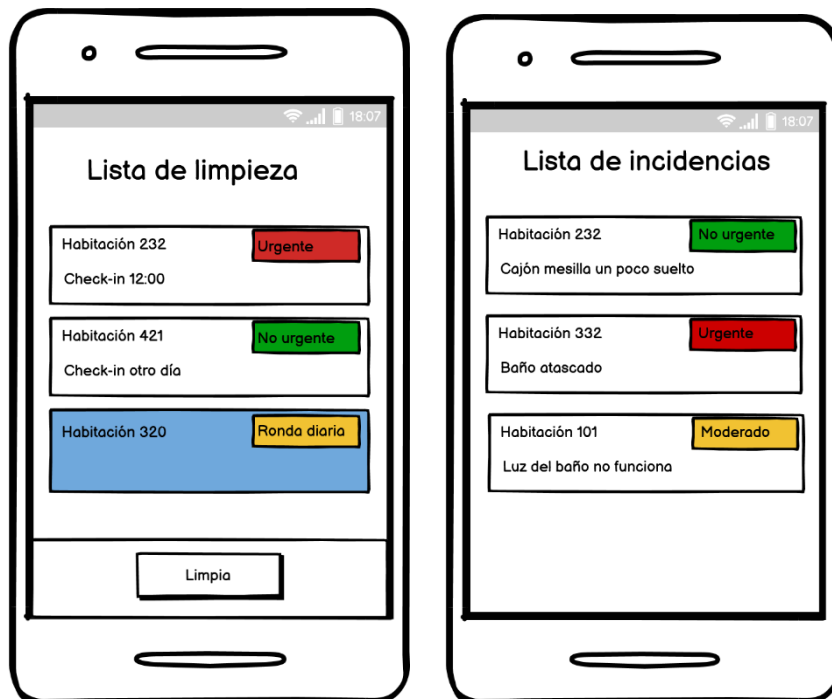 18:07
Lista de limpieza
Habitación 232
Urgente
Check-in 12:00
Habitación 421
No urgente
Check-in otro día
Habitación 320
Ronda diaria
Limpia
18:07
Lista de incidencias
Habitación 232
No urgente
Cajón mesilla un poco suelto
Habitación 332
Urgente
Baño atascado
Habitación 101
Moderado
Luz del baño no funciona